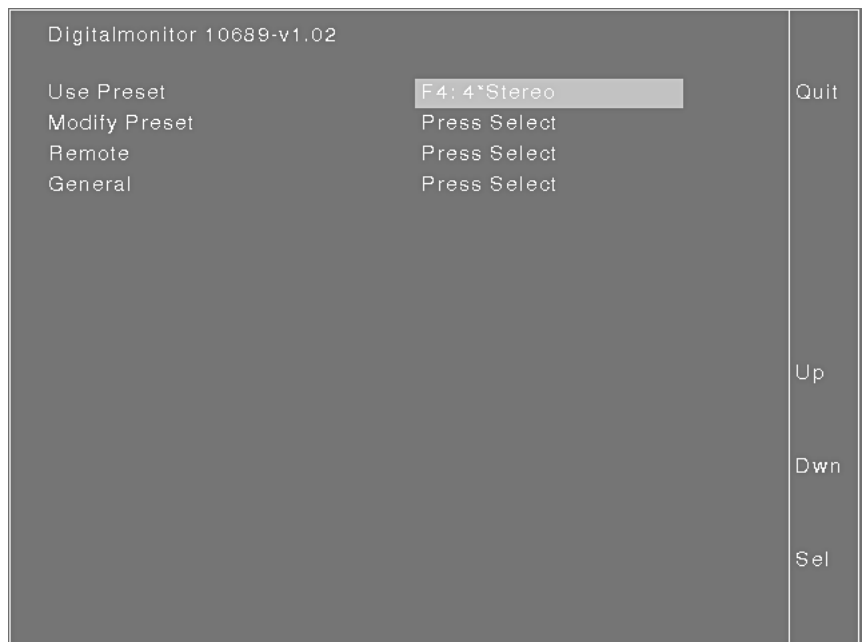 Digitalmonitor 10689-v1.02
Use Preset F4: 4*Stereo Quit
Modify Preset Press Select
Remote Press Select
General Press Select
Up
Dwn
Sel